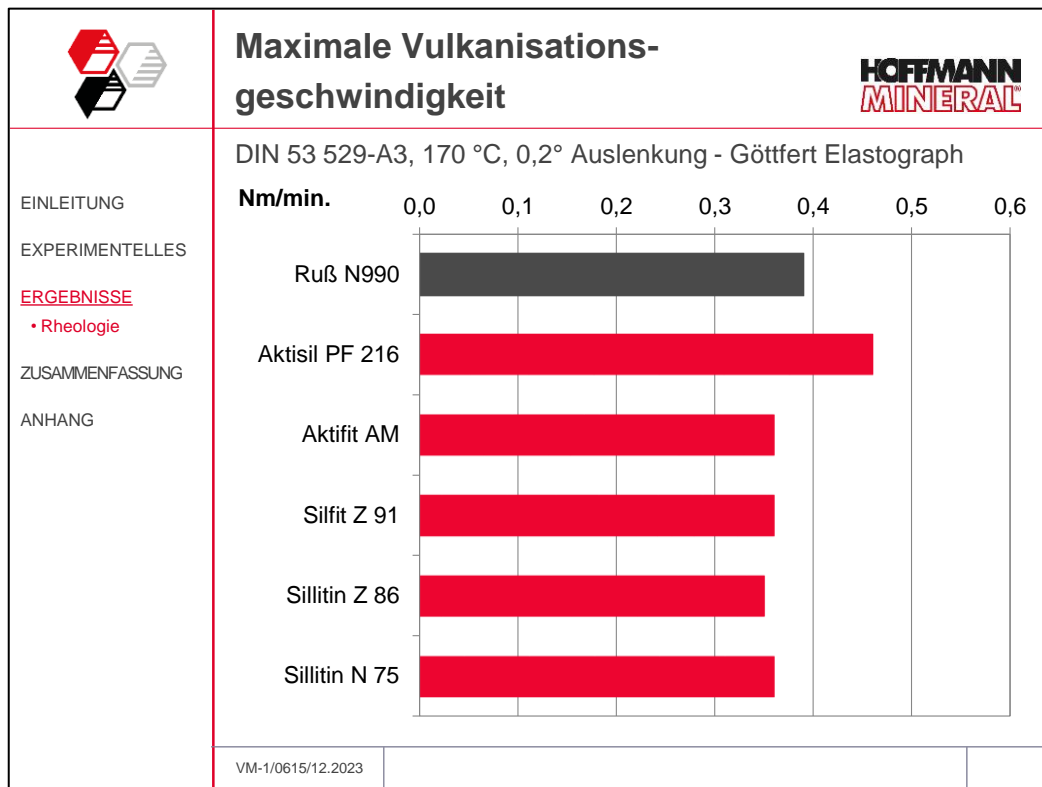 Maximale Vulkanisations-
geschwindigkeit
HOFFMANN
MINERAL®
DIN 53 529-A3, 170 °C, 0,2° Auslenkung - Göttfert Elastograph
EINLEITUNG
EXPERIMENTELLES
ERGEBNISSE
• Rheologie
ZUSAMMENFASSUNG
ANHANG
Nm/min.
0,0 0,1 0,2 0,3 0,4 0,5 0,6
Ruß N990
Aktisil PF 216
Aktifit AM
Silfit Z 91
Sillitin Z 86
Sillitin N 75
VM-1/0615/12.2023